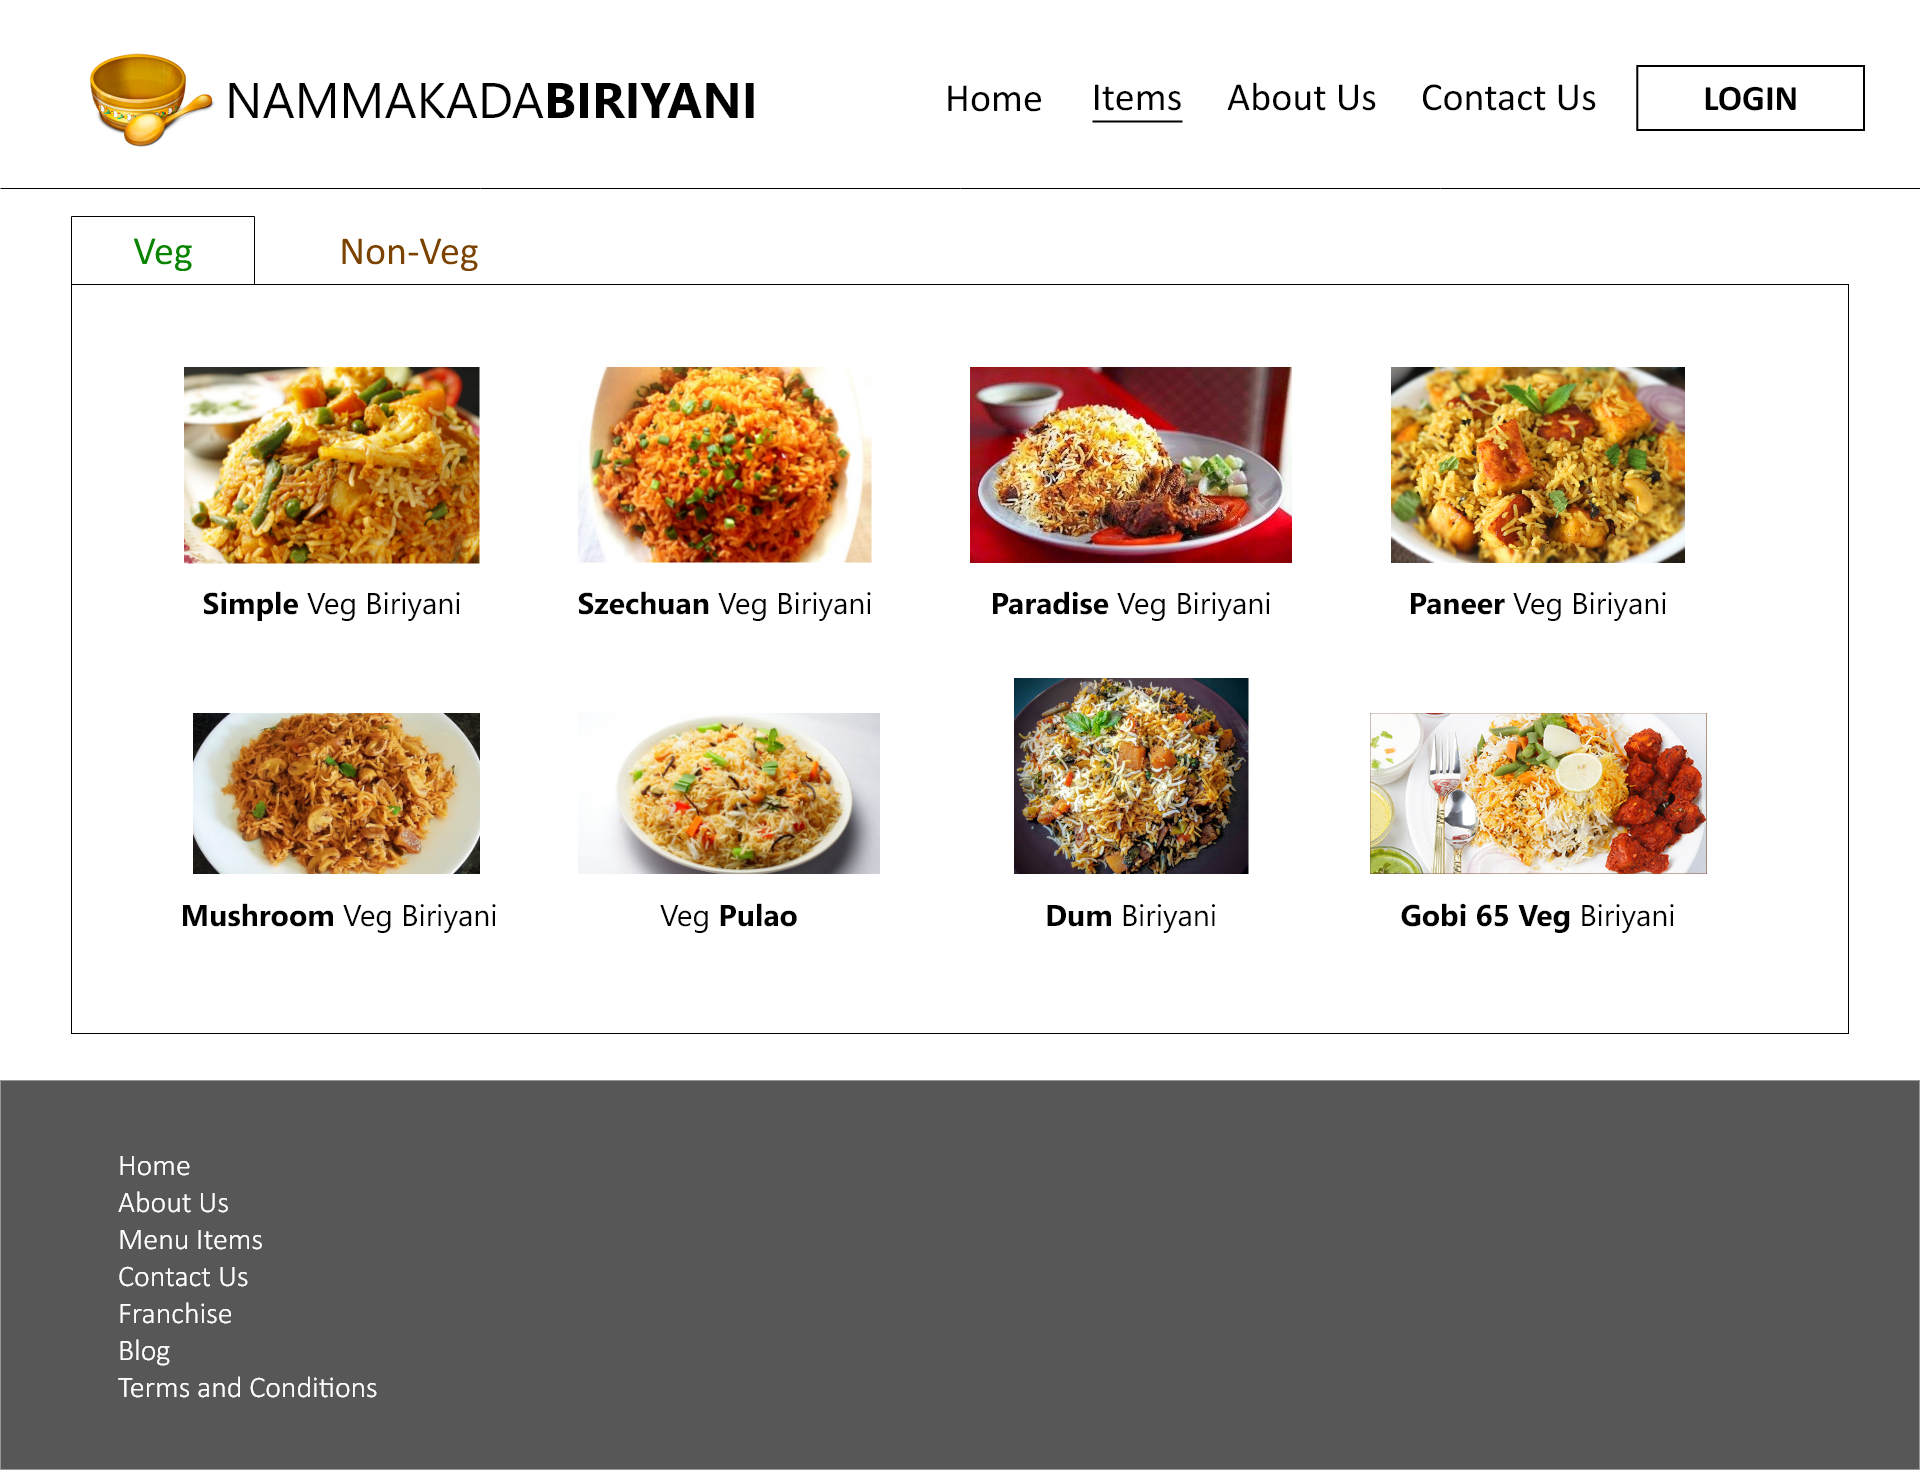 NAMMAKADABIRIYANI
Home Items About Us Contact Us LOGIN
Veg Non-Veg
Simple Veg Biriyani
Szechuan Veg Biriyani
Paradise Veg Biriyani
Paneer Veg Biriyani
Mushroom Veg Biriyani
Veg Pulao
Dum Biriyani
Gobi 65 Veg Biriyani
Home
About Us
Menu Items
Contact Us
Franchise
Blog
Terms and Conditions